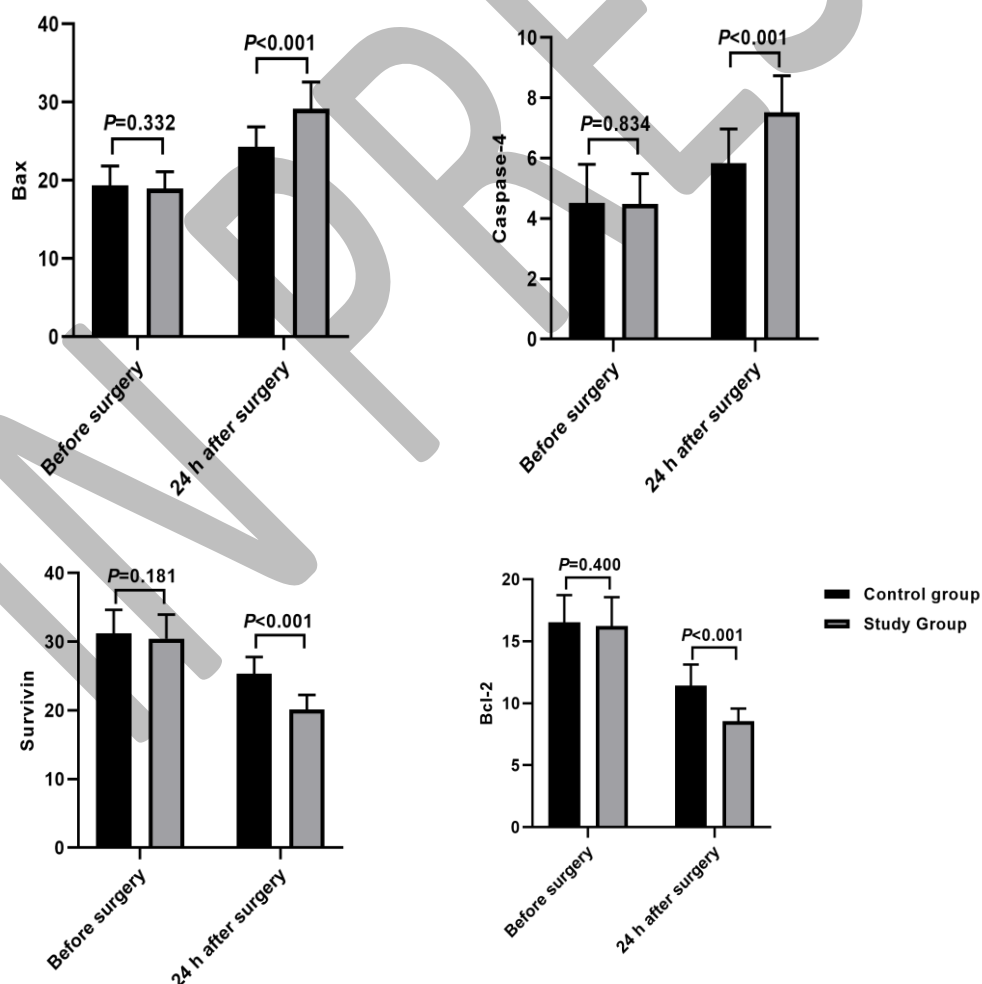 40
30
20
10
0
Bax
P=0.332
P<0.001
Before surgery
24 h after surgery
10
8
6
4
2
0
Caspase-4
P=0.834
P<0.001
Before surgery
24 h after surgery
40
30
20
10
0
Survivin
P=0.181
P<0.001
Before surgery
24 h after surgery
20
15
10
5
0
Bcl-2
P=0.400
P<0.001
Before surgery
24 h after surgery
Control group
Study Group